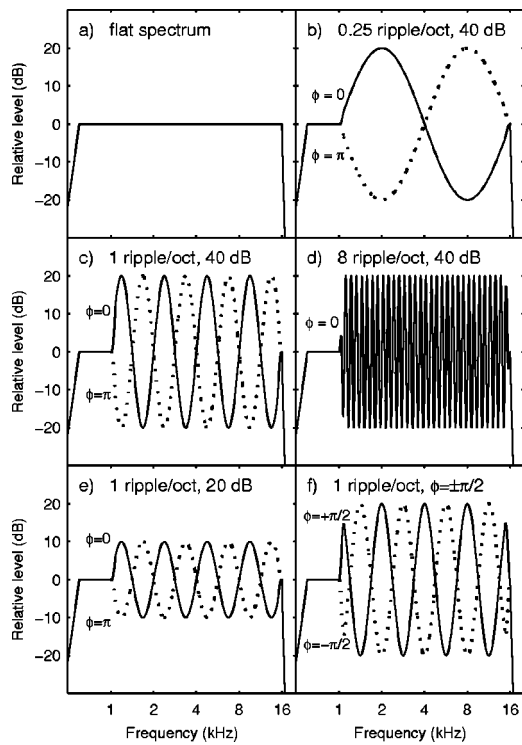 a) flat spectrum
b) 0.25 ripple/oct, 40 dB
Relative level (dB)
20
10
0
−10
−20
ϕ = 0
ϕ = π
c) 1 ripple/oct, 40 dB
d) 8 ripple/oct, 40 dB
Relative level (dB)
20
10
0
−10
−20
ϕ=0
ϕ=π
ϕ = 0
e) 1 ripple/oct, 20 dB
f) 1 ripple/oct, ϕ=±π/2
Relative level (dB)
20
10
0
−10
−20
ϕ=0
ϕ=π
ϕ=+π/2
ϕ=−π/2
1 2 4 8 16
1 2 4 8 16
Frequency (kHz)
Frequency (kHz)